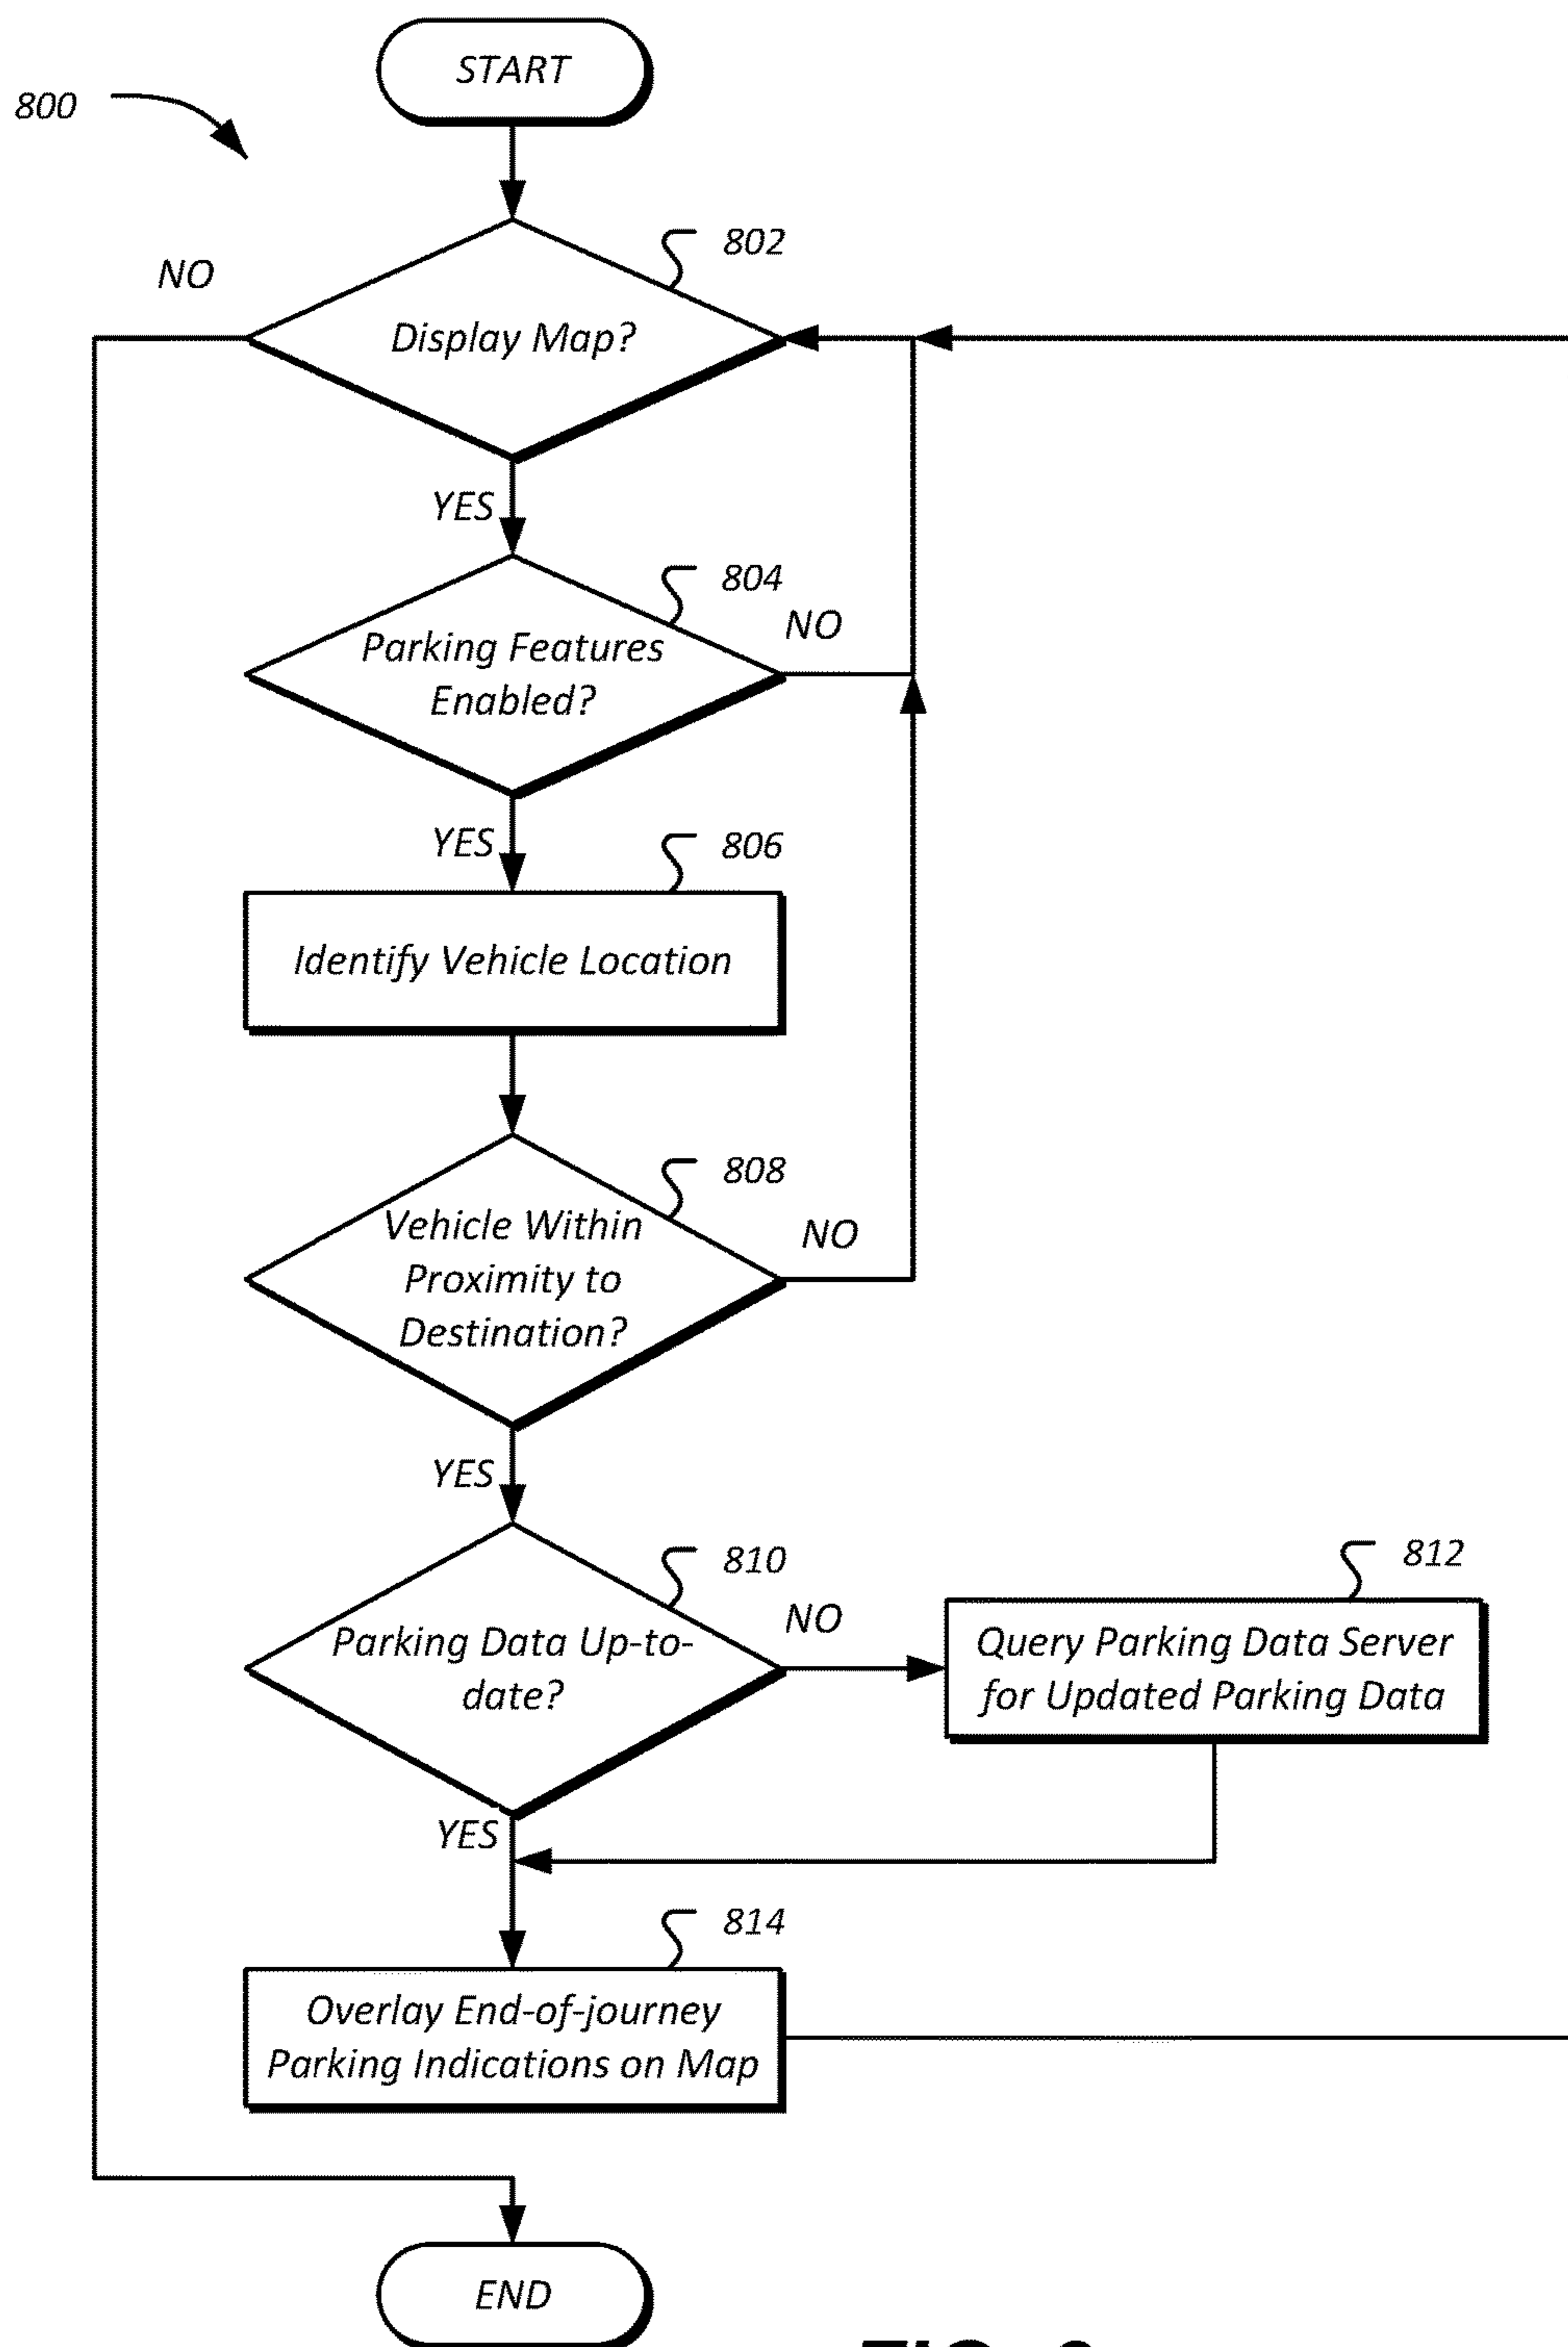 START
800
802
NO
Display Map?
YES
804
NO
Parking Features
Enabled?
YES
806
Identify Vehicle Location
808
Vehicle Within
Proximity to
Destination?
NO
YES
810
NO
Parking Data Up-to-
date?
812
Query Parking Data Server
for Updated Parking Data
YES
814
Overlay End-of-journey
Parking Indications on Map
END